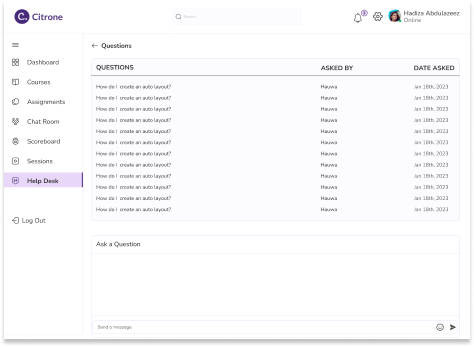 Citrone
Search
3
Hadiza Abdulazeez
Online
Dashboard
Courses
Assignments
Chat Room
Scoreboard
Sessions
Help Desk
Log Out
← Questions
QUESTIONS ASKED BY DATE ASKED
How do I create an auto layout? Hauwa Jan 18th, 2023
How do I create an auto layout? Hauwa Jan 18th, 2023
How do I create an auto layout? Hauwa Jan 18th, 2023
How do I create an auto layout? Hauwa Jan 18th, 2023
How do I create an auto layout? Hauwa Jan 18th, 2023
How do I create an auto layout? Hauwa Jan 18th, 2023
How do I create an auto layout? Hauwa Jan 18th, 2023
How do I create an auto layout? Hauwa Jan 18th, 2023
How do I create an auto layout? Hauwa Jan 18th, 2023
How do I create an auto layout? Hauwa Jan 18th, 2023
How do I create an auto layout? Hauwa Jan 18th, 2023
How do I create an auto layout? Hauwa Jan 18th, 2023
Ask a Question
Send a message